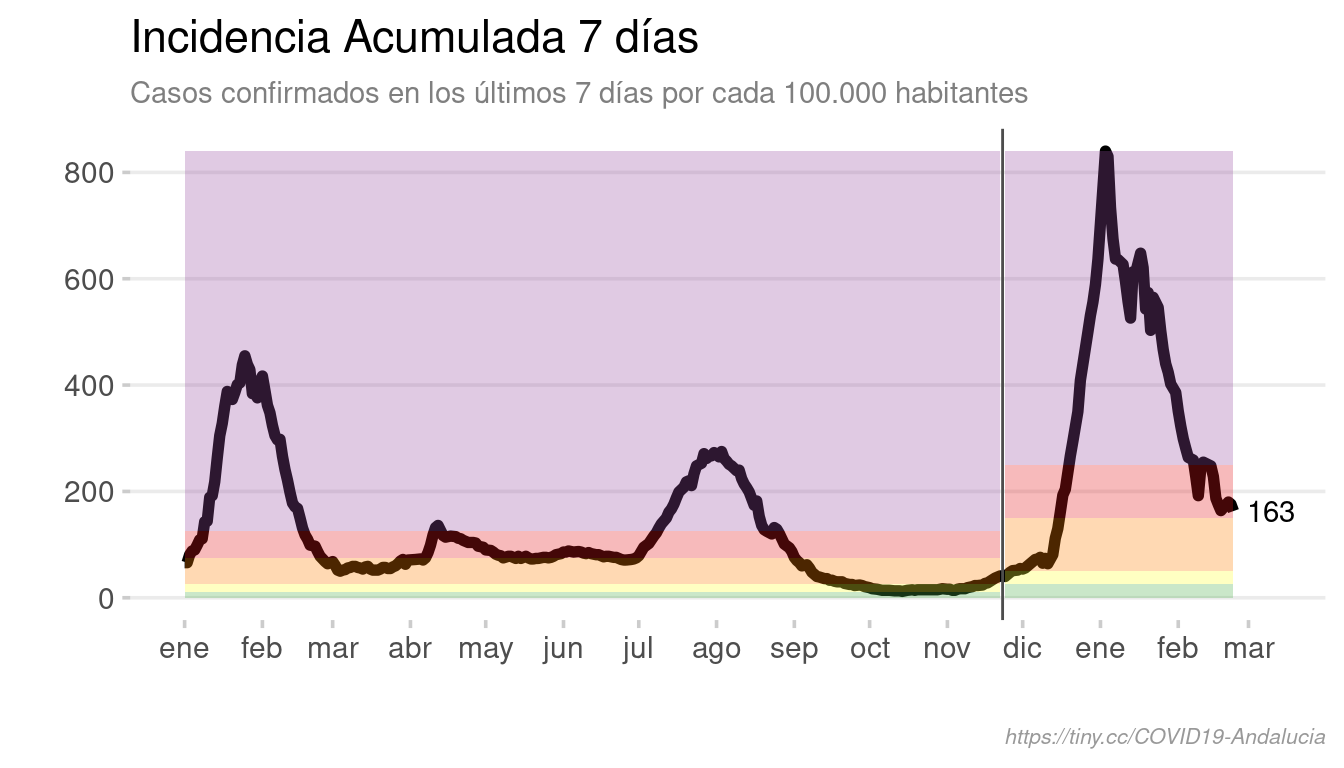 Incidencia Acumulada 7 días
Casos confirmados en los últimos 7 días por cada 100.000 habitantes
800
600
400
200
0
163
ene feb mar abr may jun jul ago sep oct nov dic ene feb mar
https://tiny.cc/COVID19-Andalucia